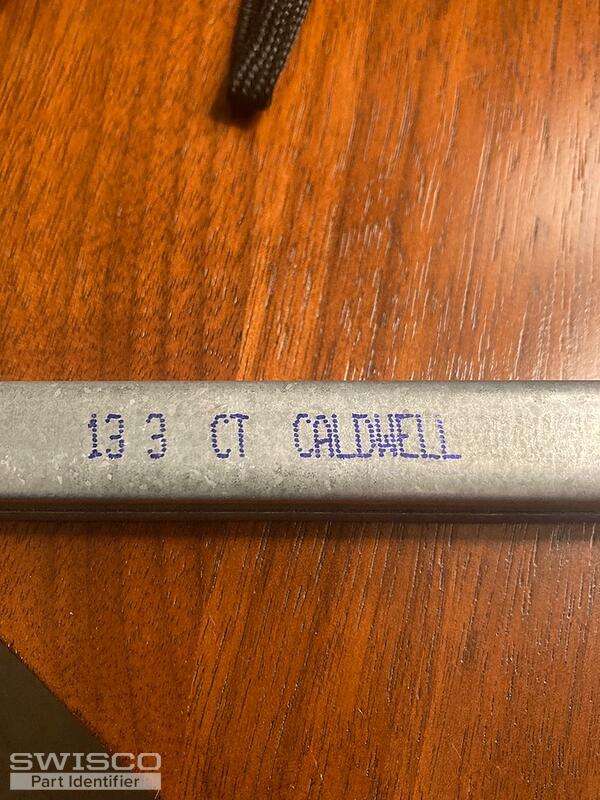 13 3 CT CALDWELL
SWISCO
Part Identifier